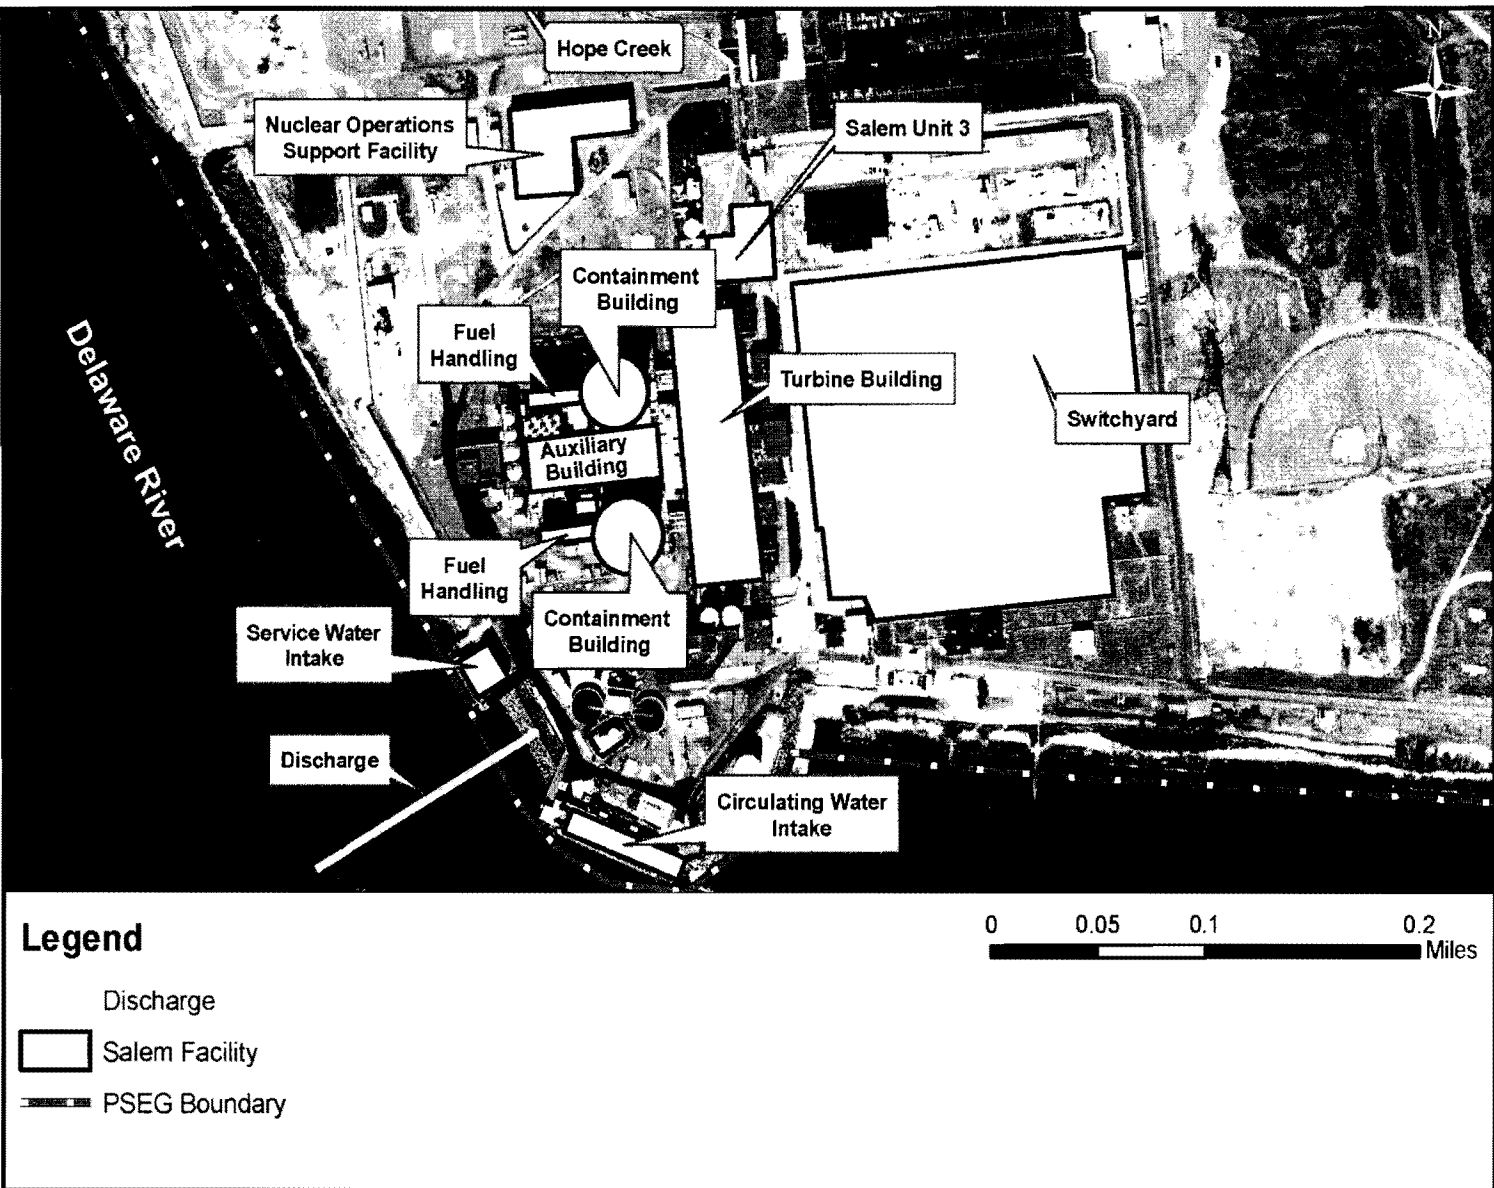 Hope Creek
N
Nuclear Operations
Support Facility
Salem Unit 3
Containment
Building
Fuel
Handling
Turbine Building
Switchyard
Auxiliary
Building
Delaware River
Fuel
Handling
Containment
Building
Service Water
Intake
Discharge
Circulating Water
Intake
Legend
Discharge
Salem Facility
PSEG Boundary
0 0.05 0.1 0.2
Miles